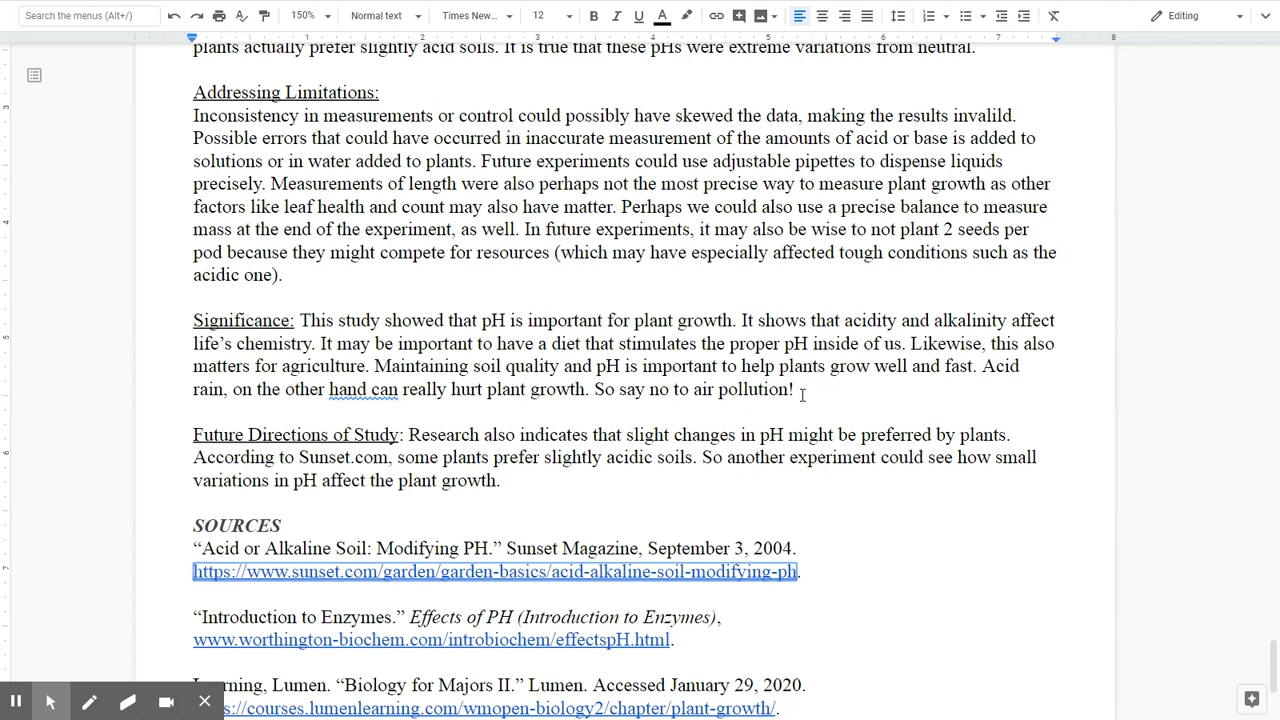 Search the menus (Alt+/)
150%
Normal text
Times New...
12
B I U A
Editing
1 2 3 4 5 6 7 8
plants actually prefer slightly acid soils. It is true that these pHs were extreme variations from neutral.
Addressing Limitations:
Inconsistency in measurements or control could possibly have skewed the data, making the results invalild.
Possible errors that could have occurred in inaccurate measurement of the amounts of acid or base is added to
solutions or in water added to plants. Future experiments could use adjustable pipettes to dispense liquids
precisely. Measurements of length were also perhaps not the most precise way to measure plant growth as other
factors like leaf health and count may also have matter. Perhaps we could also use a precise balance to measure
mass at the end of the experiment, as well. In future experiments, it may also be wise to not plant 2 seeds per
pod because they might compete for resources (which may have especially affected tough conditions such as the
acidic one).
Significance: This study showed that pH is important for plant growth. It shows that acidity and alkalinity affect
life’s chemistry. It may be important to have a diet that stimulates the proper pH inside of us. Likewise, this also
matters for agriculture. Maintaining soil quality and pH is important to help plants grow well and fast. Acid
rain, on the other hand can really hurt plant growth. So say no to air pollution!
Future Directions of Study: Research also indicates that slight changes in pH might be preferred by plants.
According to Sunset.com, some plants prefer slightly acidic soils. So another experiment could see how small
variations in pH affect the plant growth.
SOURCES
“Acid or Alkaline Soil: Modifying PH.” Sunset Magazine, September 3, 2004.
https://www.sunset.com/garden/garden-basics/acid-alkaline-soil-modifying-ph.
“Introduction to Enzymes.” Effects of PH (Introduction to Enzymes),
www.worthington-biochem.com/introbiochem/effectspH.html.
Learning, Lumen. “Biology for Majors II.” Lumen. Accessed January 29, 2020.
s://courses.lumenlearning.com/wmopen-biology2/chapter/plant-growth/.
3
4
5
6
7